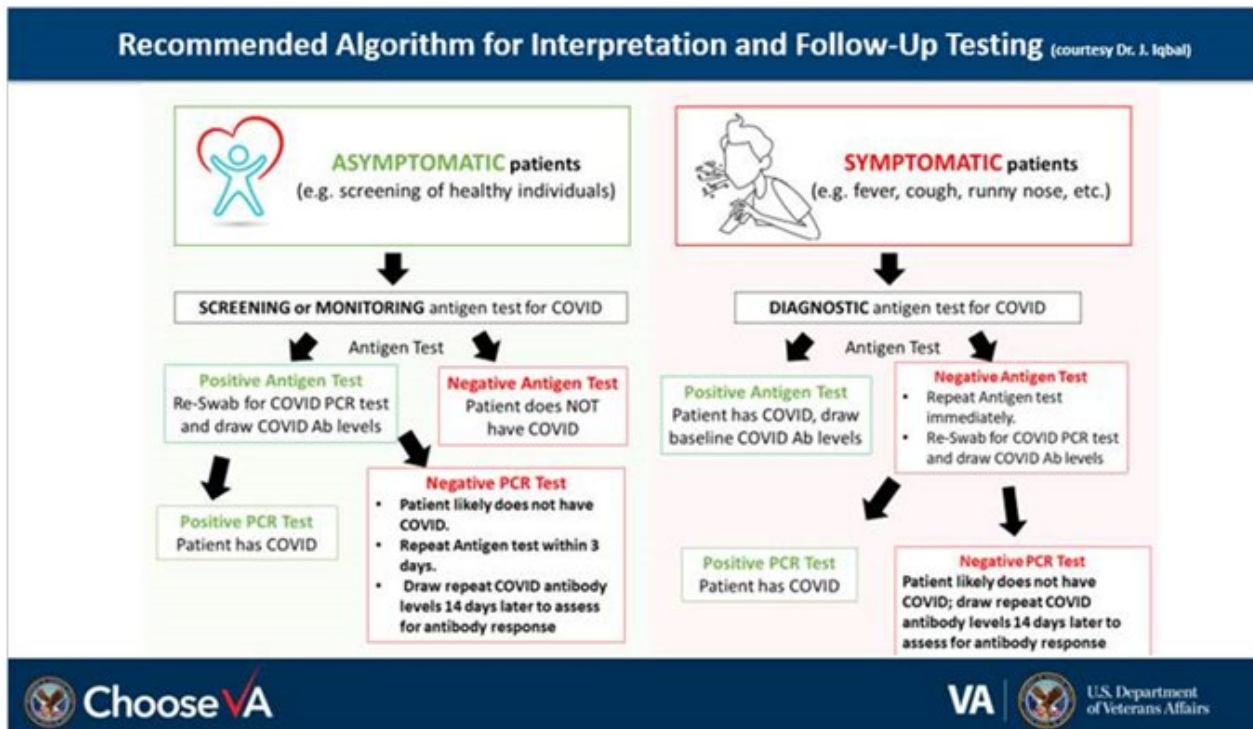 Recommended Algorithm for Interpretation and Follow-Up Testing (courtesy Dr. J. Iqbal)
ASYMPTOMATIC patients
(e.g. screening of healthy individuals)
SCREENING or MONITORING antigen test for COVID
Antigen Test
Positive Antigen Test
Re-Swab for COVID PCR test
and draw COVID Ab levels
Negative Antigen Test
Patient does NOT
have COVID
Positive PCR Test
Patient has COVID
Negative PCR Test
• Patient likely does not have
COVID.
• Repeat Antigen test within 3
days.
• Draw repeat COVID antibody
levels 14 days later to assess
for antibody response
SYMPTOMATIC patients
(e.g. fever, cough, runny nose, etc.)
DIAGNOSTIC antigen test for COVID
Antigen Test
Positive Antigen Test
Patient has COVID, draw
baseline COVID Ab levels
Negative Antigen Test
• Repeat Antigen test
immediately.
• Re-Swab for COVID PCR test
and draw COVID Ab levels
Positive PCR Test
Patient has COVID
Negative PCR Test
Patient likely does not have
COVID; draw repeat COVID
antibody levels 14 days later to
assess for antibody response
Choose VA
VA
U.S. Department
of Veterans Affairs